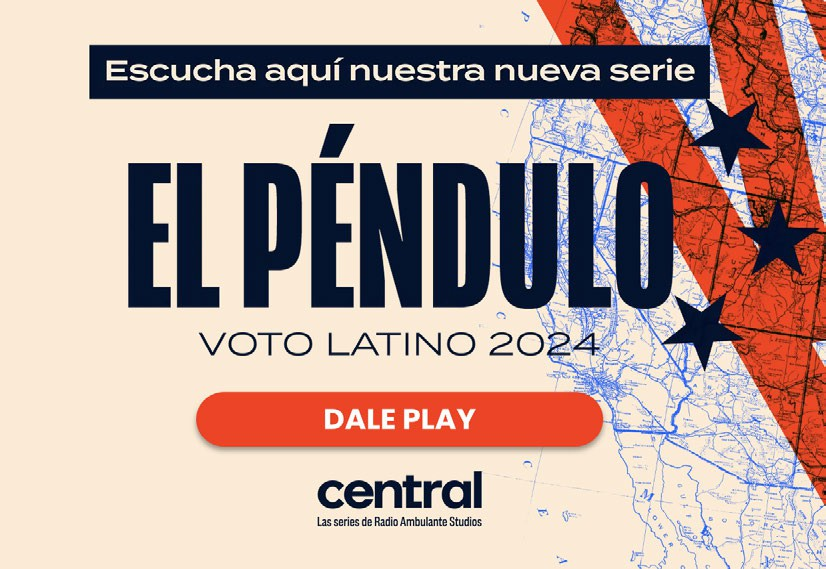 Escucha aquí nuestra nueva serie
EL PÉNDULO
VOTO LATINO 2024
DALE PLAY
central
Las series de Radio Ambulante Studios